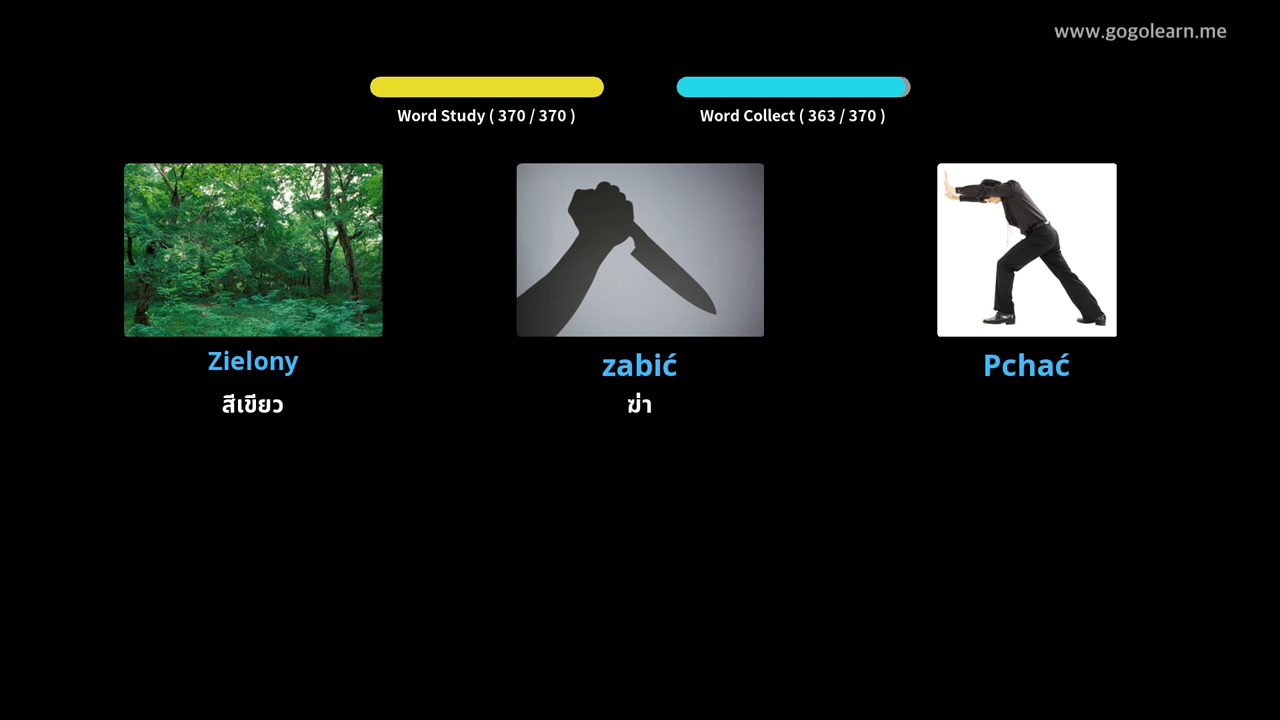 www.gogolearn.me
Word Study ( 370 / 370 )
Word Collect ( 363 / 370 )
Zielony
สีเขียว
zabić
ฆ่า
Pchać